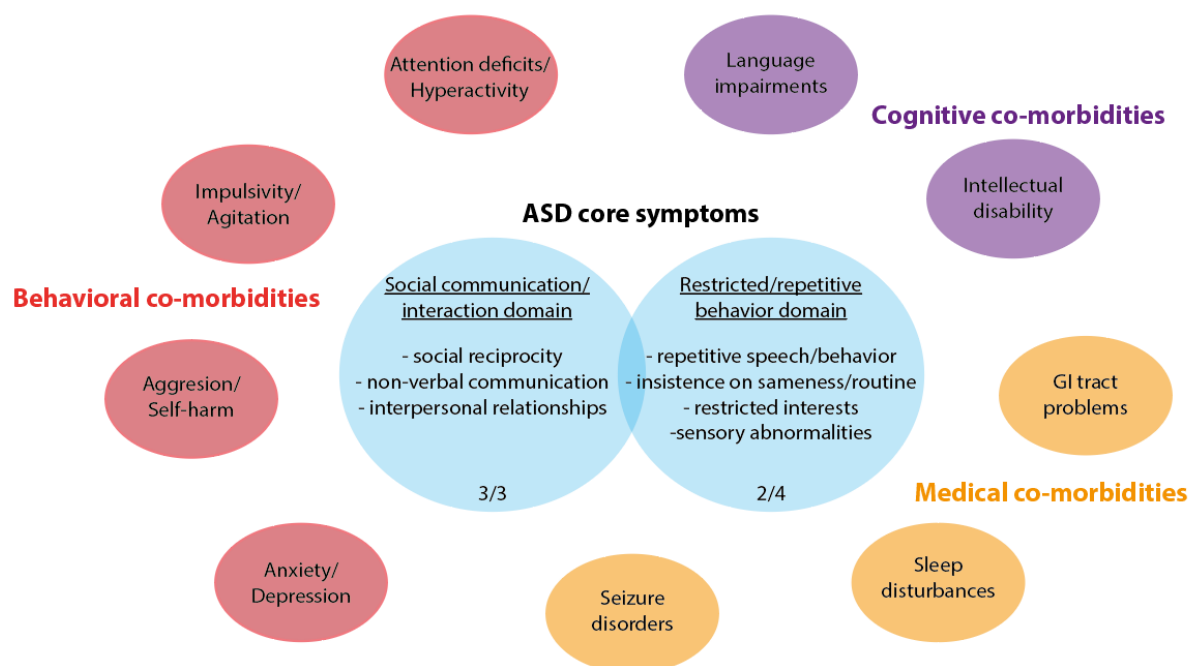 Attention deficits/
Hyperactivity
Language
impairments
Cognitive co-morbidities
Impulsivity/
Agitation
Intellectual
disability
ASD core symptoms
Behavioral co-morbidities
Social communication/
interaction domain
- social reciprocity
- non-verbal communication
- interpersonal relationships
3/3
Restricted/repetitive
behavior domain
- repetitive speech/behavior
- insistence on sameness/routine
- restricted interests
-sensory abnormalities
2/4
Aggresion/
Self-harm
GI tract
problems
Medical co-morbidities
Anxiety/
Depression
Seizure
disorders
Sleep
disturbances